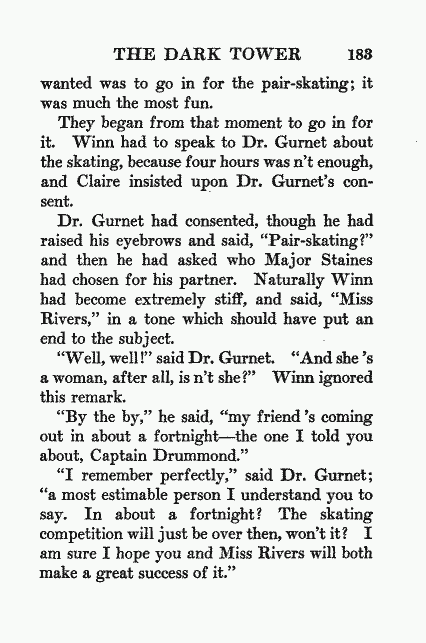 THE DARK TOWER 183
wanted was to go in for the pair-skating; it
was much the most fun.
They began from that moment to go in for
it. Winn had to speak to Dr. Gurnet about
the skating, because four hours was n't enough,
and Claire insisted upon Dr. Gurnet's con-
sent.
Dr. Gurnet had consented, though he had
raised his eyebrows and said, "Pair-skating?"
and then he had asked who Major Staines
had chosen for his partner. Naturally Winn
had become extremely stiff, and said, "Miss
Rivers," in a tone which should have put an
end to the subject.
"Well, well!" said Dr. Gurnet. "And she 's
a woman, after all, is n't she?" Winn ignored
this remark.
"By the by," he said, "my friend 's coming
out in about a fortnight—the one I told you
about, Captain Drummond."
"I remember perfectly," said Dr. Gurnet;
"a most estimable person I understand you to
say. In about a fortnight? The skating
competition will just be over then, won't it? I
am sure I hope you and Miss Rivers will both
make a great success of it."